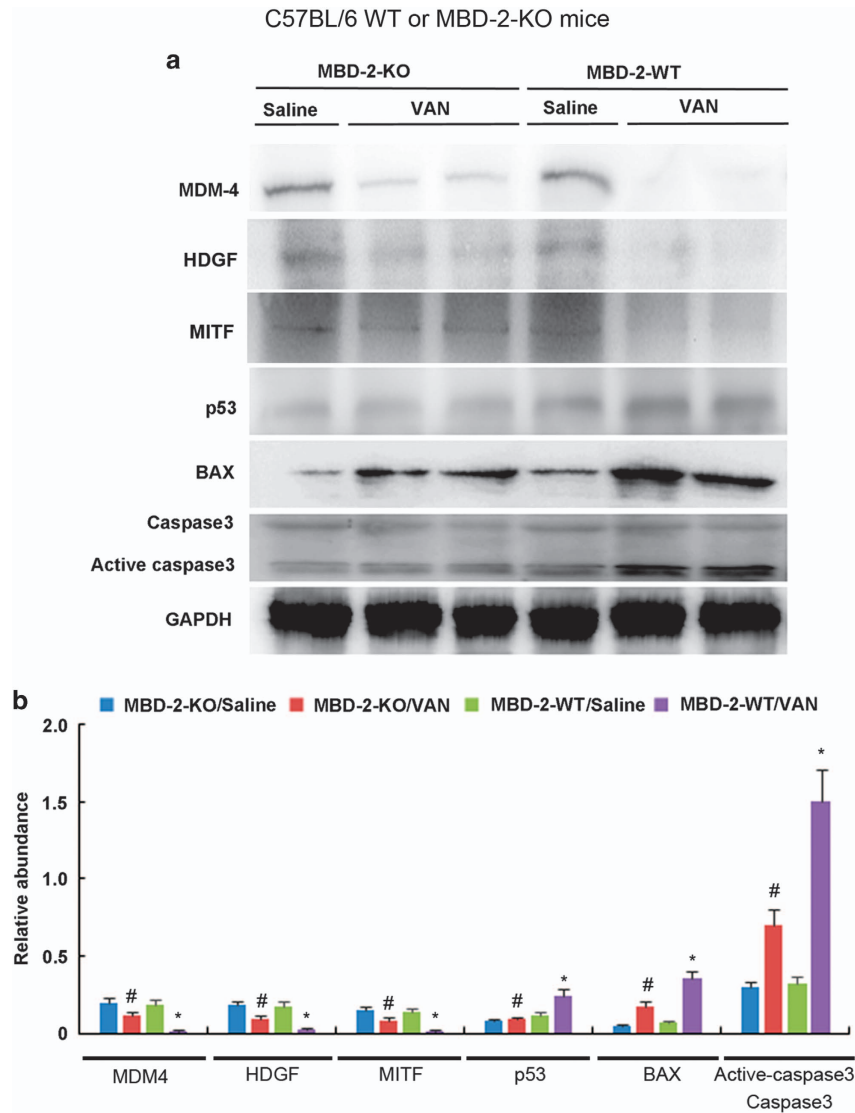 C57BL/6 WT or MBD-2-KO mice
a
MBD-2-KO MBD-2-WT
Saline VAN Saline VAN
MDM-4
HDGF
MITF
p53
BAX
Caspase3
Active caspase3
GAPDH
b
MBD-2-KO/Saline MBD-2-KO/VAN MBD-2-WT/Saline MBD-2-WT/VAN
Relative abundance
2.0
1.5
1.0
0.5
0
# * # * # * # * # * # *
MDM4 HDGF MITF p53 BAX Active-caspase3
Caspase3